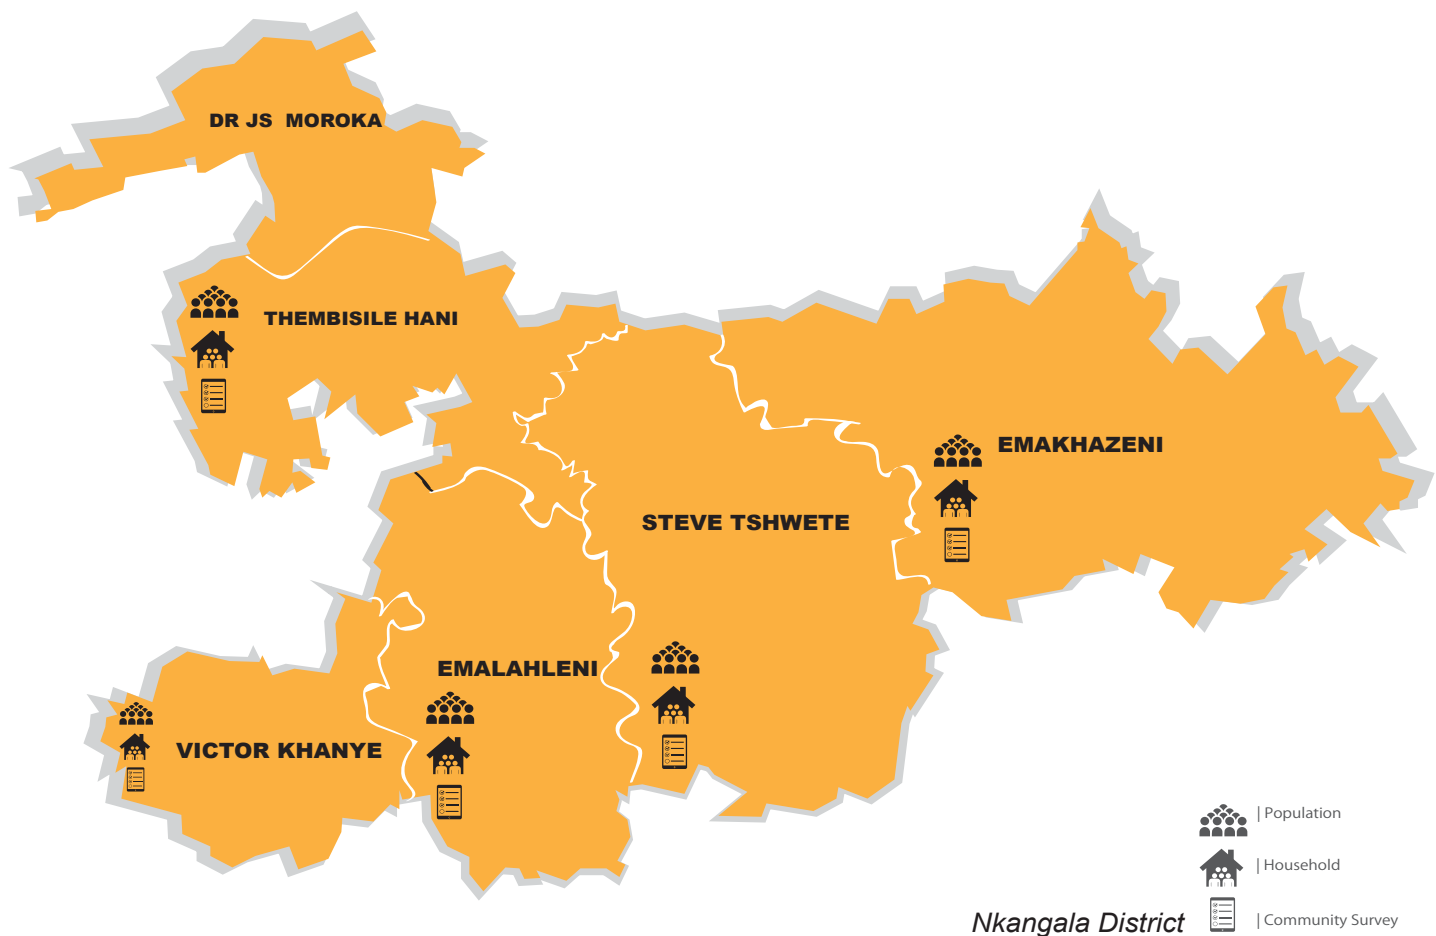 DR JS MOROKA
THEMBISILE HANI
EMAKHAZENI
STEVE TSHWETE
EMALAHLENI
VICTOR KHANYE
| Population
| Household
Nkangala District
| Community Survey